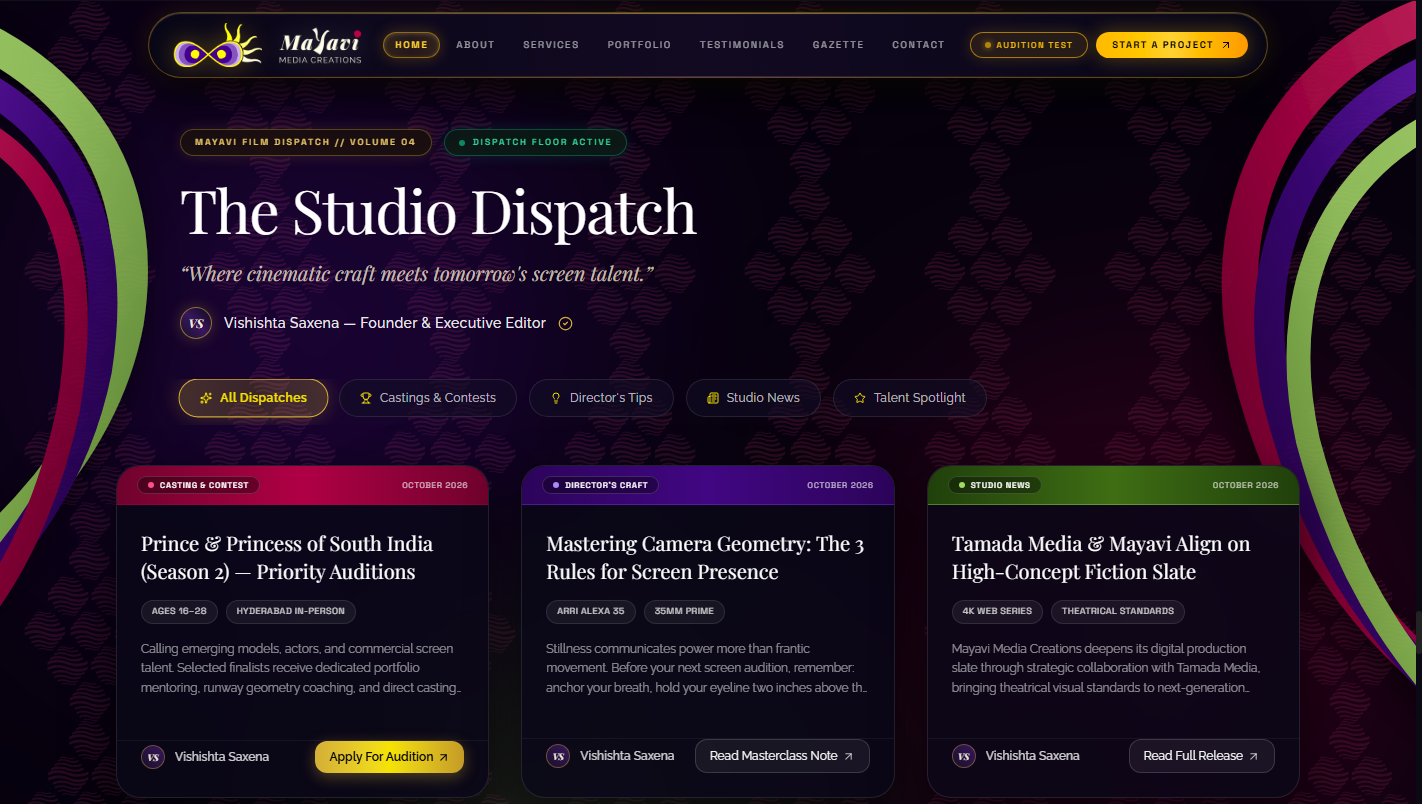 Mayavi
MEDIA CREATIONS
HOME
ABOUT
SERVICES
PORTFOLIO
TESTIMONIALS
GAZETTE
CONTACT
AUDITION TEST
START A PROJECT
MAYAVI FILM DISPATCH // VOLUME 04
DISPATCH FLOOR ACTIVE
The Studio Dispatch
“Where cinematic craft meets tomorrow's screen talent.”
VS
Vishishta Saxena — Founder & Executive Editor
All Dispatches
Castings & Contests
Director's Tips
Studio News
Talent Spotlight
CASTING & CONTEST
OCTOBER 2026
Prince & Princess of South India
(Season 2) — Priority Auditions
AGES 16–28
HYDERABAD IN-PERSON
Calling emerging models, actors, and commercial screen
talent. Selected finalists receive dedicated portfolio
mentoring, runway geometry coaching, and direct casting…
VS
Vishishta Saxena
Apply For Audition
DIRECTOR'S CRAFT
OCTOBER 2026
Mastering Camera Geometry: The 3
Rules for Screen Presence
ARRI ALEXA 35
35MM PRIME
Stillness communicates power more than frantic
movement. Before your next screen audition, remember:
anchor your breath, hold your eyeline two inches above th…
VS
Vishishta Saxena
Read Masterclass Note
STUDIO NEWS
OCTOBER 2026
Tamada Media & Mayavi Align on
High-Concept Fiction Slate
4K WEB SERIES
THEATRICAL STANDARDS
Mayavi Media Creations deepens its digital production
slate through strategic collaboration with Tamada Media,
bringing theatrical visual standards to next-generation…
VS
Vishishta Saxena
Read Full Release